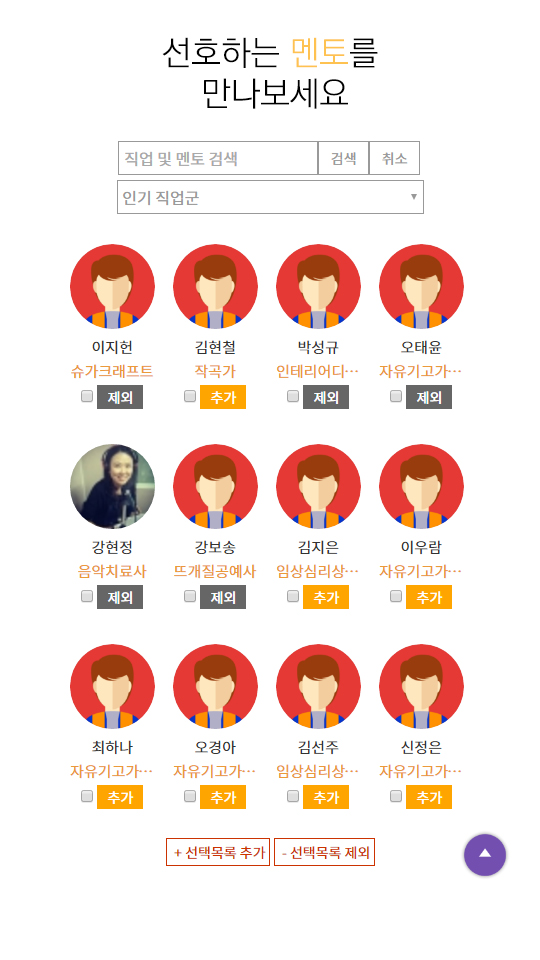 선호하는 멘토를
만나보세요
직업 및 멘토 검색 검색 취소
인기 직업군
이지헌 김현철 박성규 오태윤
슈가크래프트 작곡가 인테리어디··· 자유기고가···
제외 추가 제외 제외
강현정 강보송 김지은 이우람
음악치료사 뜨개질공예사 임상심리상··· 자유기고가···
제외 제외 추가 추가
최하나 오경아 김선주 신정은
자유기고가··· 자유기고가··· 임상심리상··· 자유기고가···
추가 추가 추가 추가
+ 선택목록 추가 - 선택목록 제외